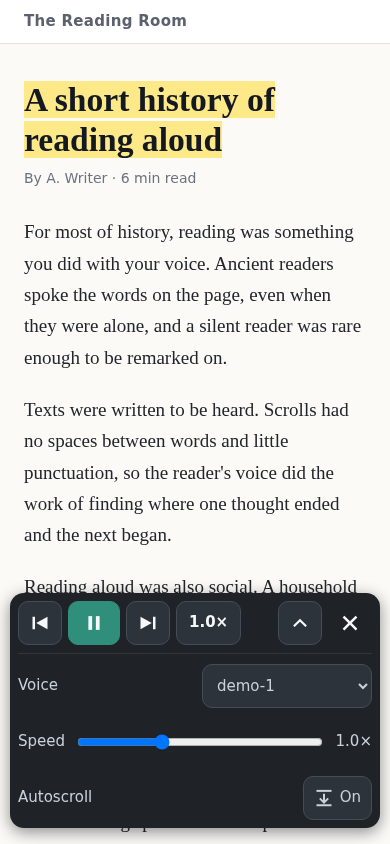 The Reading Room
A short history of
reading aloud
By A. Writer · 6 min read
For most of history, reading was something
you did with your voice. Ancient readers
spoke the words on the page, even when
they were alone, and a silent reader was rare
enough to be remarked on.
Texts were written to be heard. Scrolls had
no spaces between words and little
punctuation, so the reader's voice did the
work of finding where one thought ended
and the next began.
Reading aloud was also social. A household
1.0×
Voice
demo-1
Speed
1.0×
Autoscroll
On